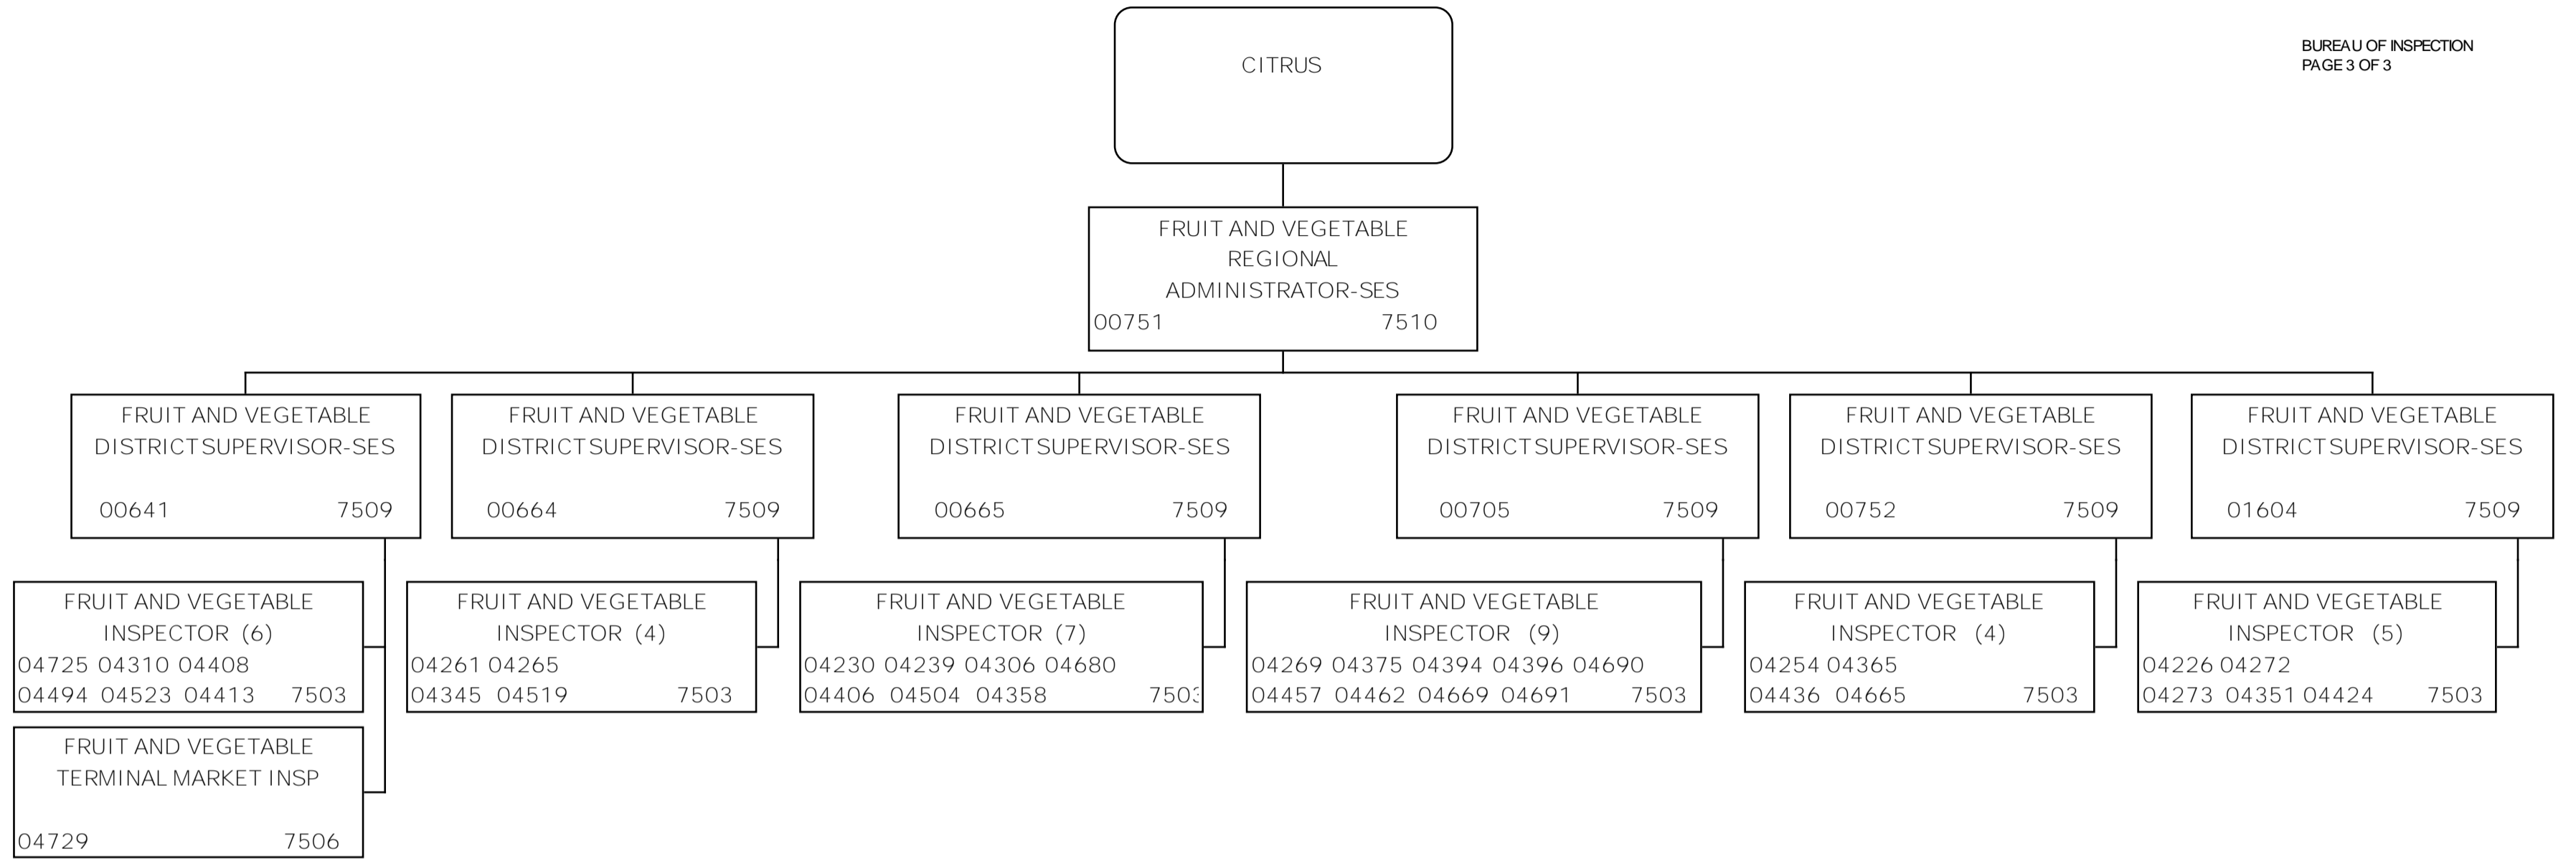 BUREAU OF INSPECTION
PAGE 3 OF 3
CITRUS
FRUIT AND VEGETABLE
REGIONAL
ADMINISTRATOR-SES
00751 7510
FRUIT AND VEGETABLE
DISTRICT SUPERVISOR-SES
00641 7509
FRUIT AND VEGETABLE
DISTRICT SUPERVISOR-SES
00664 7509
FRUIT AND VEGETABLE
DISTRICT SUPERVISOR-SES
00665 7509
FRUIT AND VEGETABLE
DISTRICT SUPERVISOR-SES
00705 7509
FRUIT AND VEGETABLE
DISTRICT SUPERVISOR-SES
00752 7509
FRUIT AND VEGETABLE
DISTRICT SUPERVISOR-SES
01604 7509
FRUIT AND VEGETABLE
INSPECTOR (6)
04725 04310 04408
04494 04523 04413 7503
FRUIT AND VEGETABLE
INSPECTOR (4)
04261 04265
04345 04519 7503
FRUIT AND VEGETABLE
INSPECTOR (7)
04230 04239 04306 04680
04406 04504 04358 7503
FRUIT AND VEGETABLE
INSPECTOR (9)
04269 04375 04394 04396 04690
04457 04462 04669 04691 7503
FRUIT AND VEGETABLE
INSPECTOR (4)
04254 04365
04436 04665 7503
FRUIT AND VEGETABLE
INSPECTOR (5)
04226 04272
04273 04351 04424 7503
FRUIT AND VEGETABLE
TERMINAL MARKET INSP
04729 7506